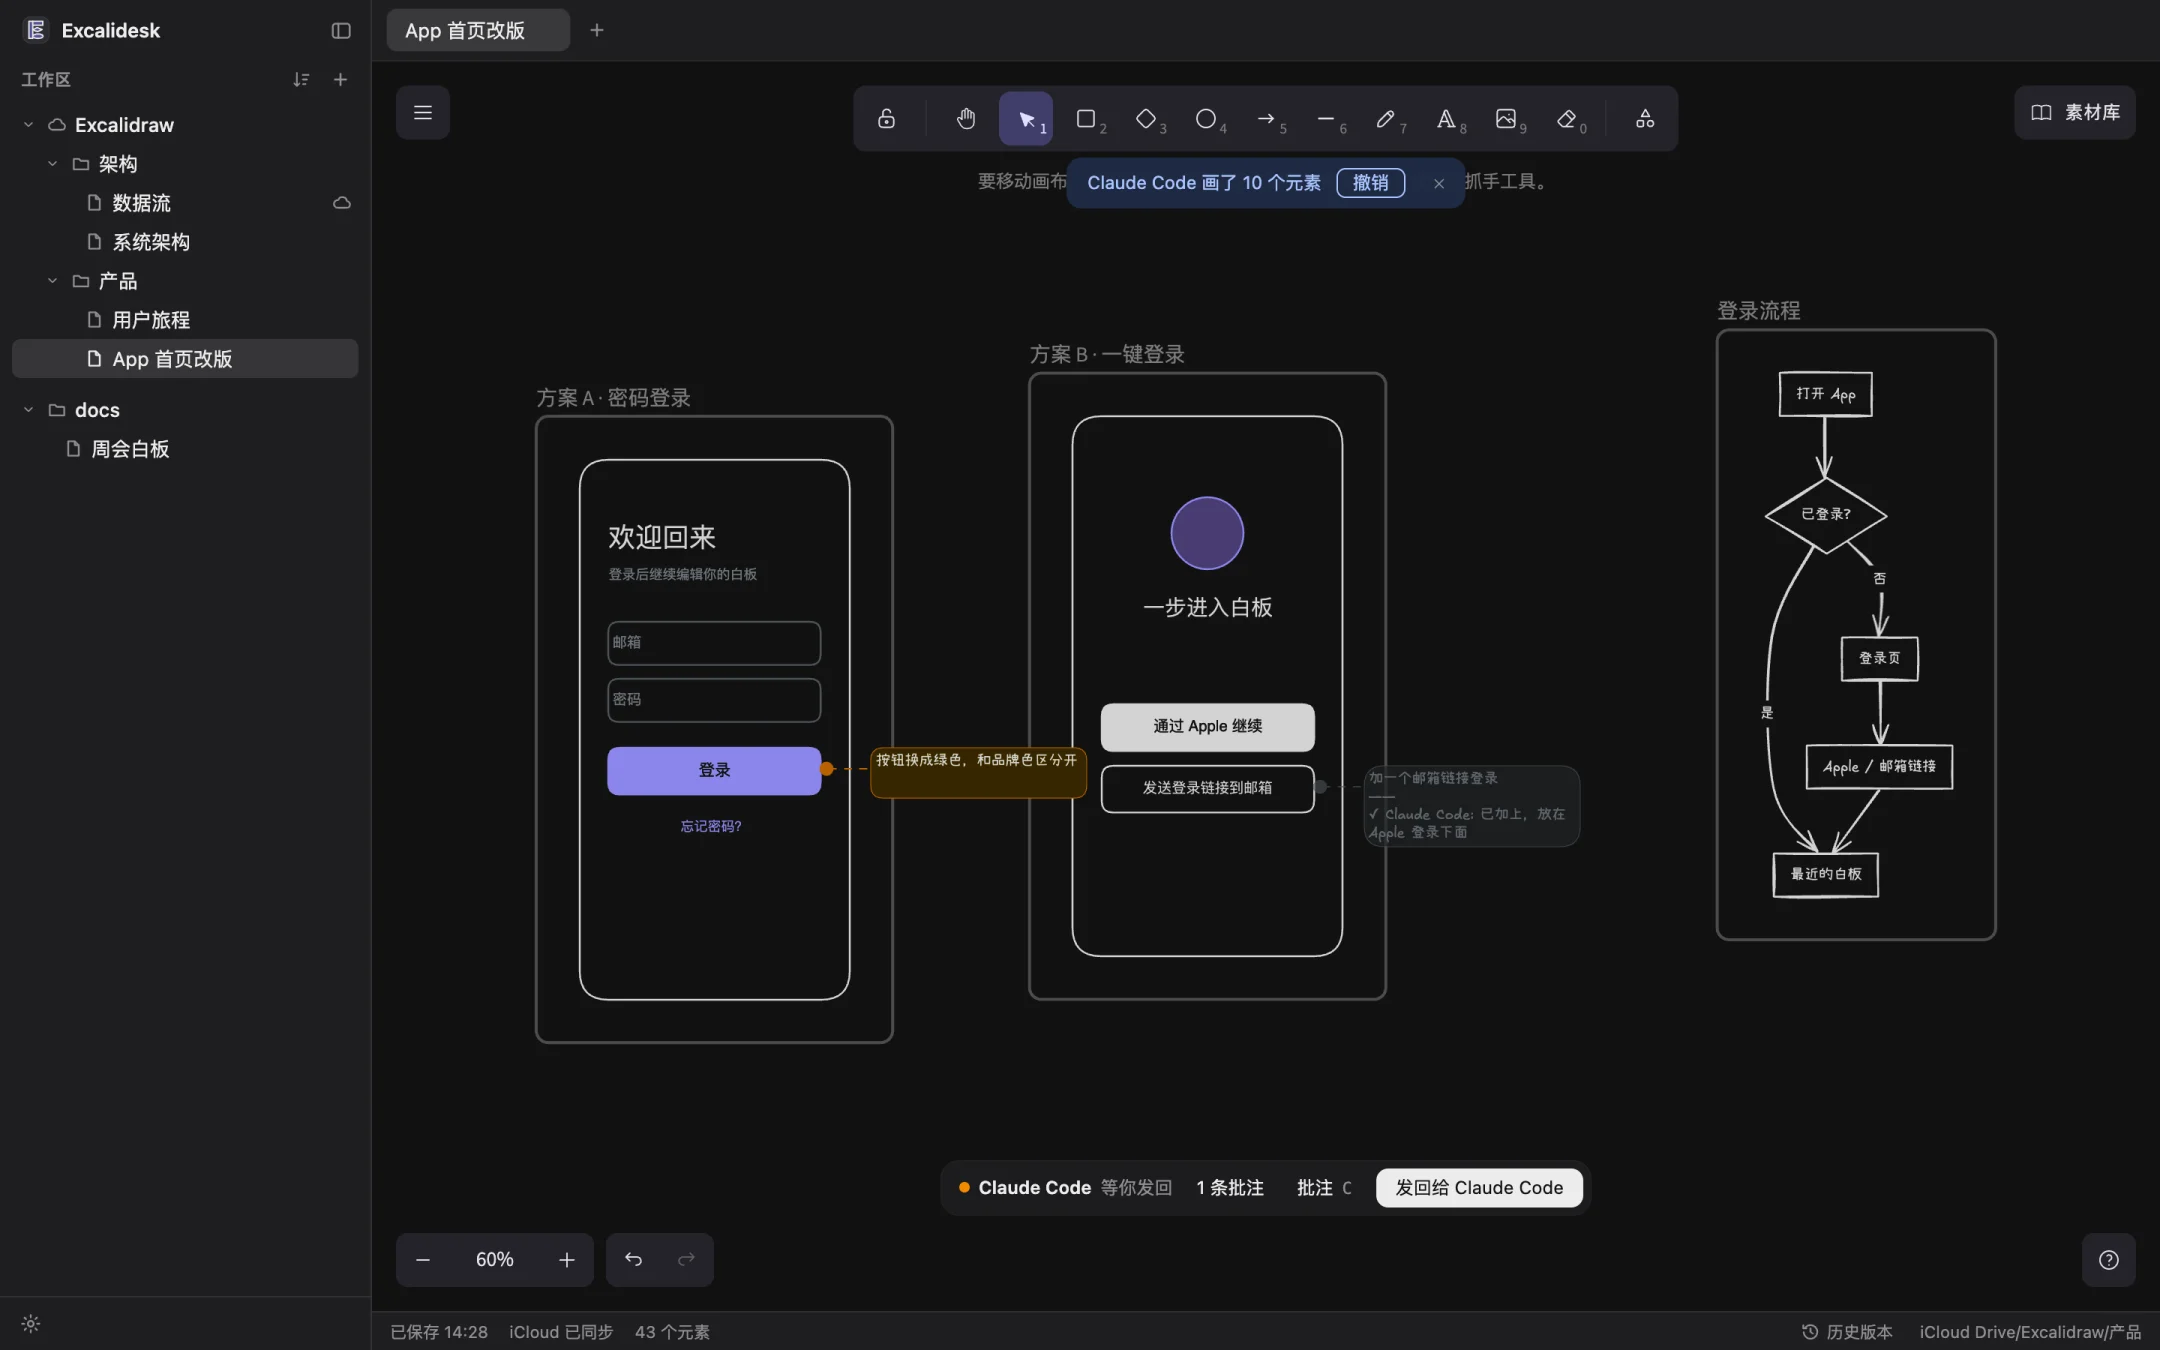 Excalidesk
工作区
Excalidraw
架构
数据流
系统架构
产品
用户旅程
App 首页改版
docs
周会白板
App 首页改版
1
2
3
4
5
6
7
8
9
0
素材库
要移动画布
Claude Code 画了 10 个元素
撤销
抓手工具。
方案 A · 密码登录
欢迎回来
登录后继续编辑你的白板
邮箱
密码
登录
忘记密码?
按钮换成绿色，和品牌色区分开
方案 B · 一键登录
一步进入白板
通过 Apple 继续
发送登录链接到邮箱
加一个邮箱链接登录
✓ Claude Code: 已加上，放在
Apple 登录下面
登录流程
打开 App
已登录?
否
登录页
是
Apple / 邮箱链接
最近的白板
Claude Code 等你发回
1 条批注
批注 C
发回给 Claude Code
60%
已保存 14:28
iCloud 已同步
43 个元素
历史版本
iCloud Drive/Excalidraw/产品